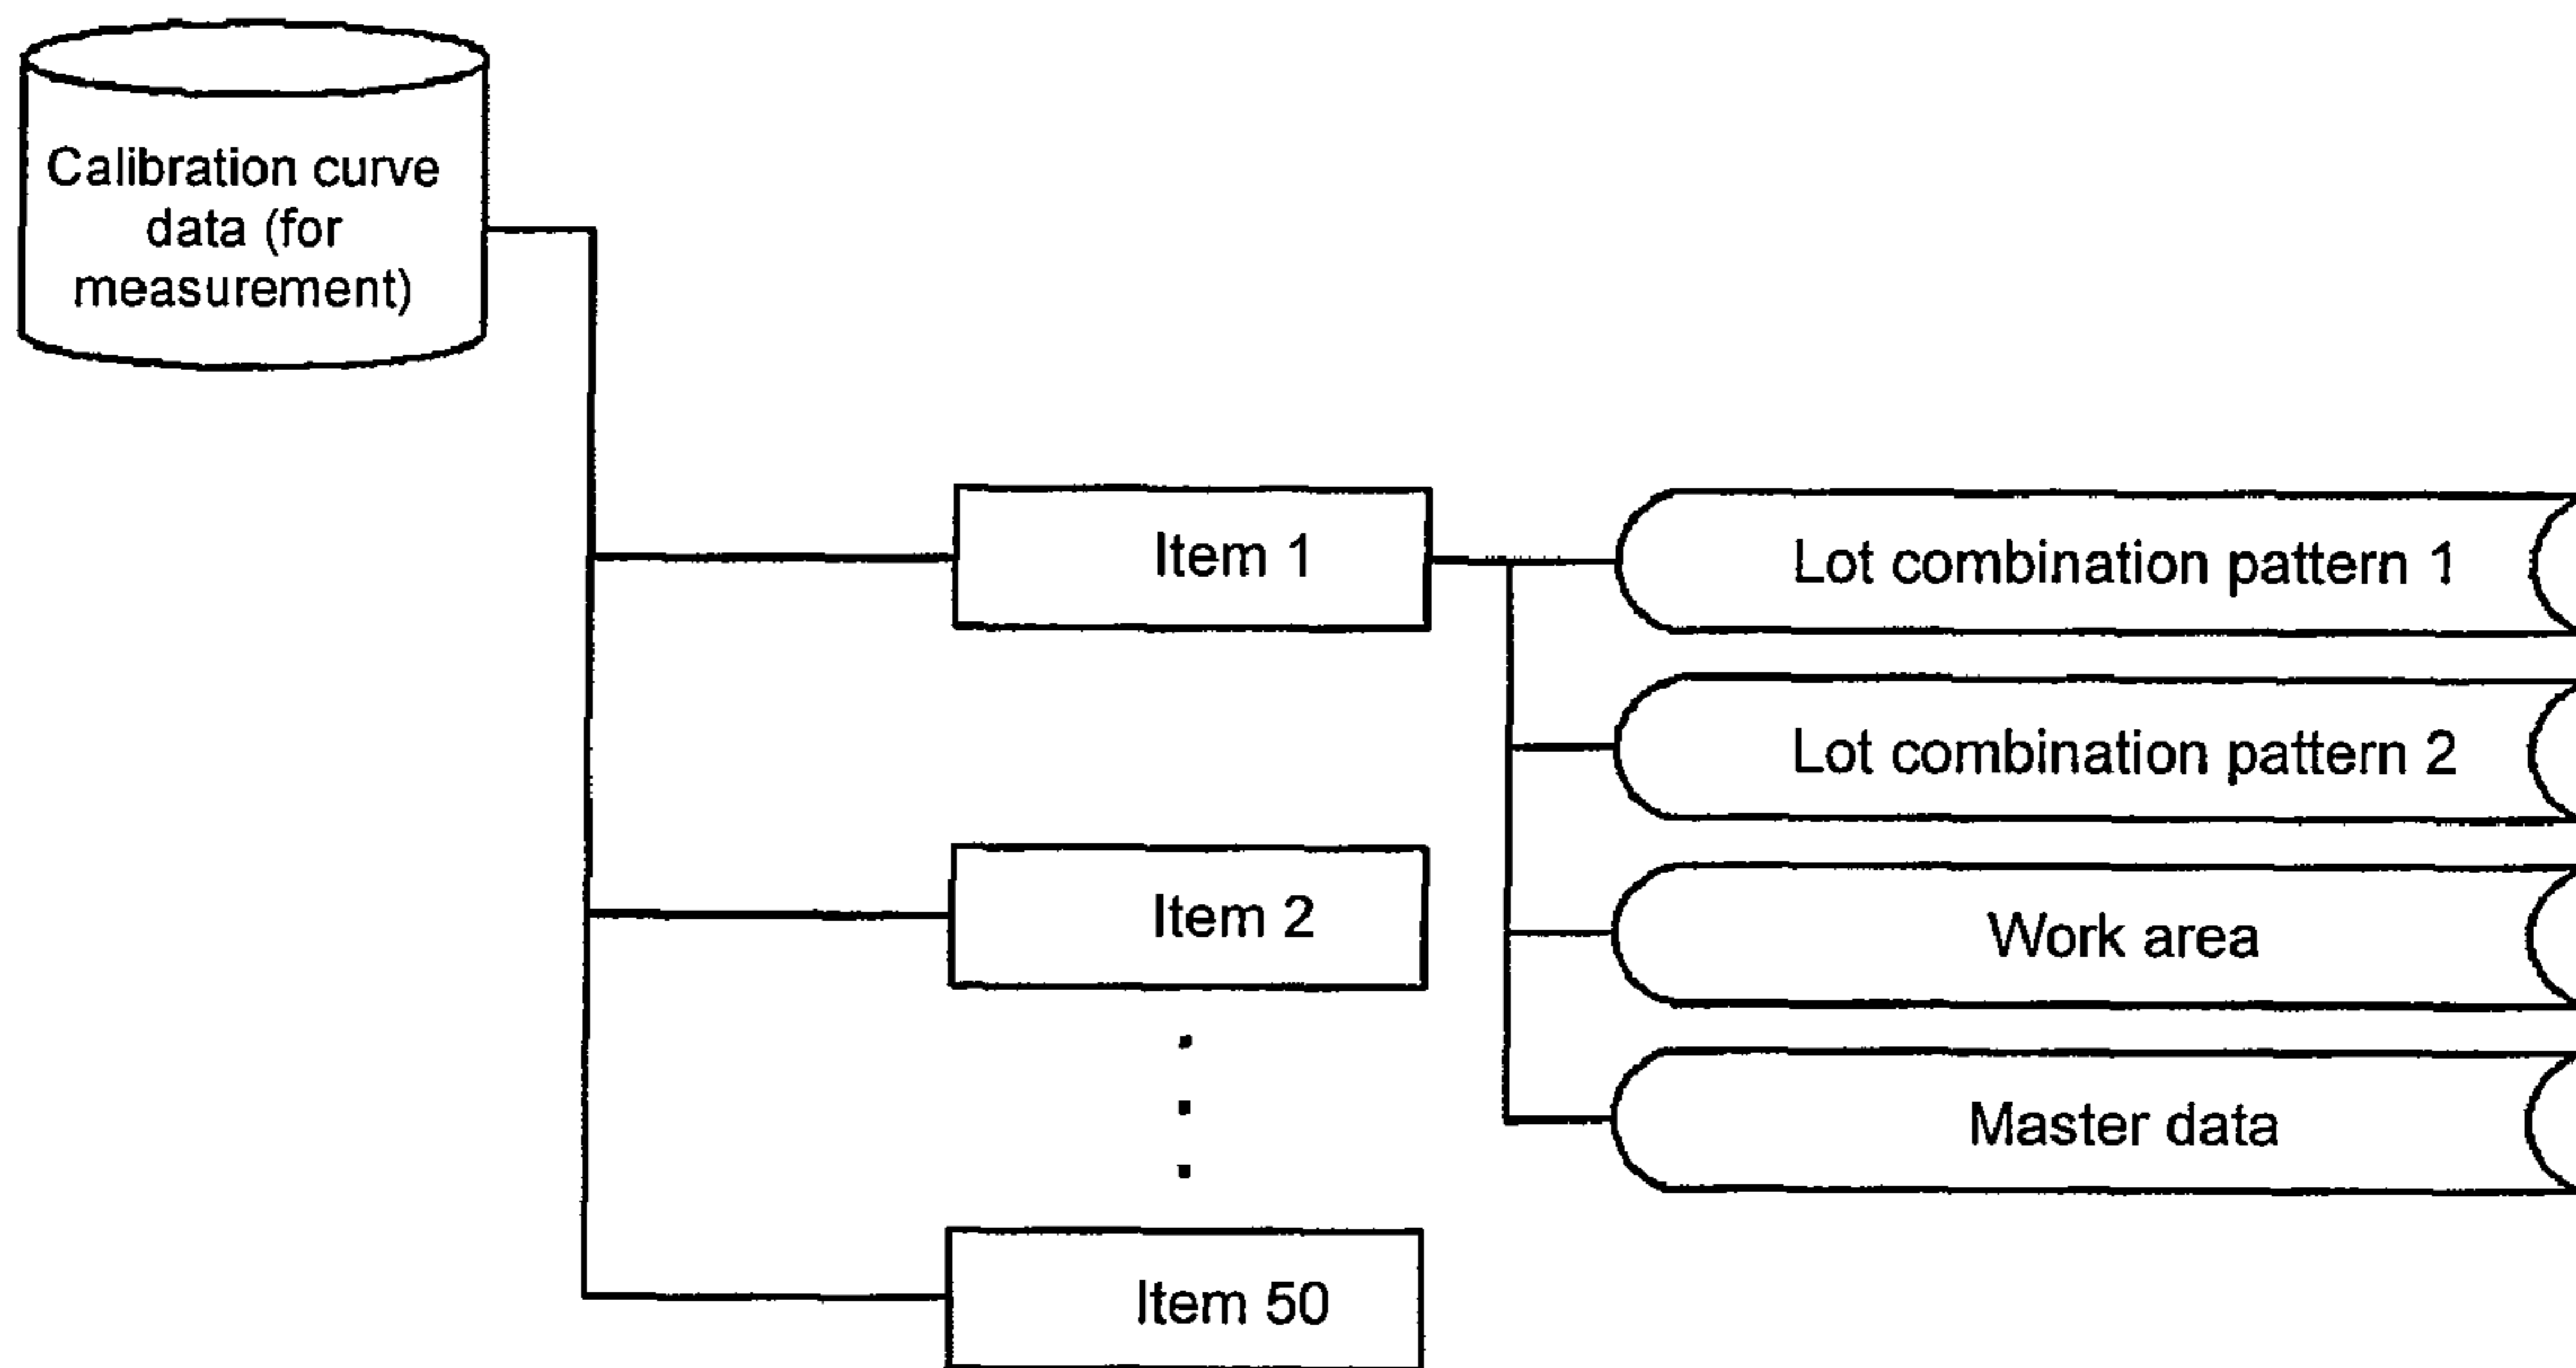 Calibration curve
data (for
measurement)
Item 1
Lot combination pattern 1
Lot combination pattern 2
Work area
Master data
Item 2
Item 50